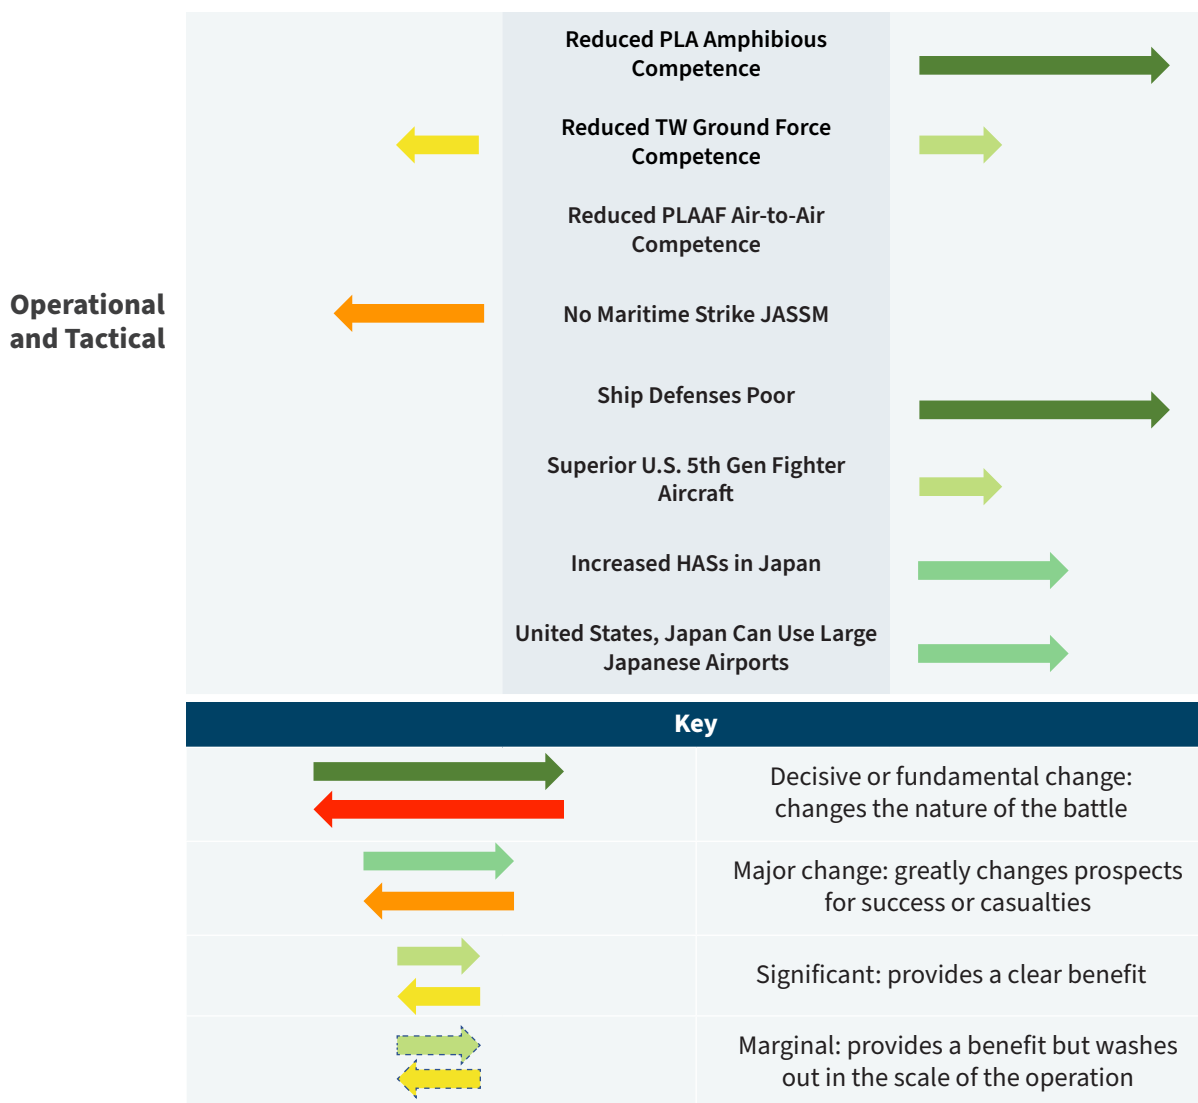 Reduced PLA Amphibious
Competence
Reduced TW Ground Force
Competence
Reduced PLAAF Air-to-Air
Competence
Operational
and Tactical
No Maritime Strike JASSM
Ship Defenses Poor
Superior U.S. 5th Gen Fighter
Aircraft
Increased HASs in Japan
United States, Japan Can Use Large
Japanese Airports
Key
Decisive or fundamental change:
changes the nature of the battle
Major change: greatly changes prospects
for success or casualties
Significant: provides a clear benefit
Marginal: provides a benefit but washes
out in the scale of the operation